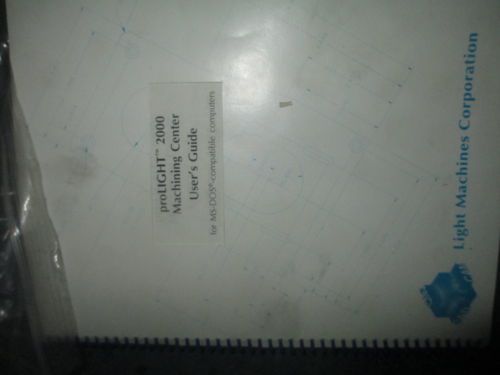 proLIGHT™ 2000
Machining Center
User's Guide
for MS-DOS®-compatible computers
Light Machines Corporation